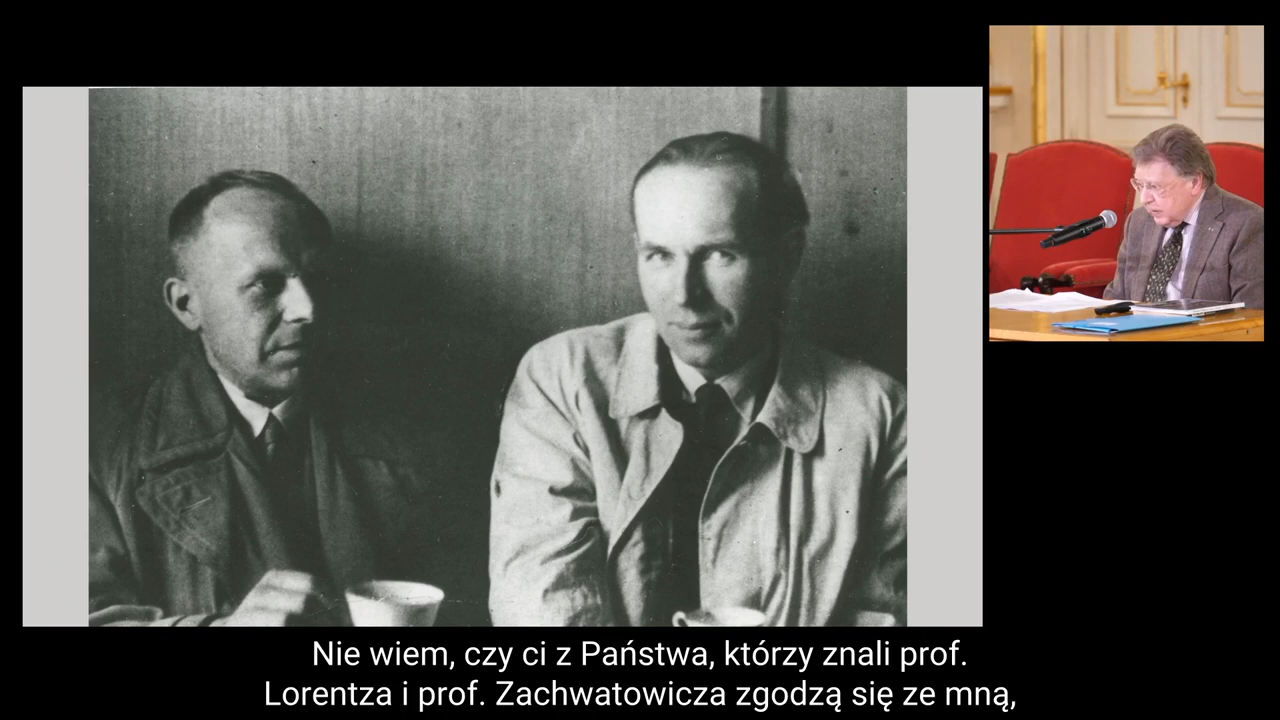 Nie wiem, czy ci z Państwa, którzy znali prof.
Lorentza i prof. Zachwatowicza zgodzą się ze mną,